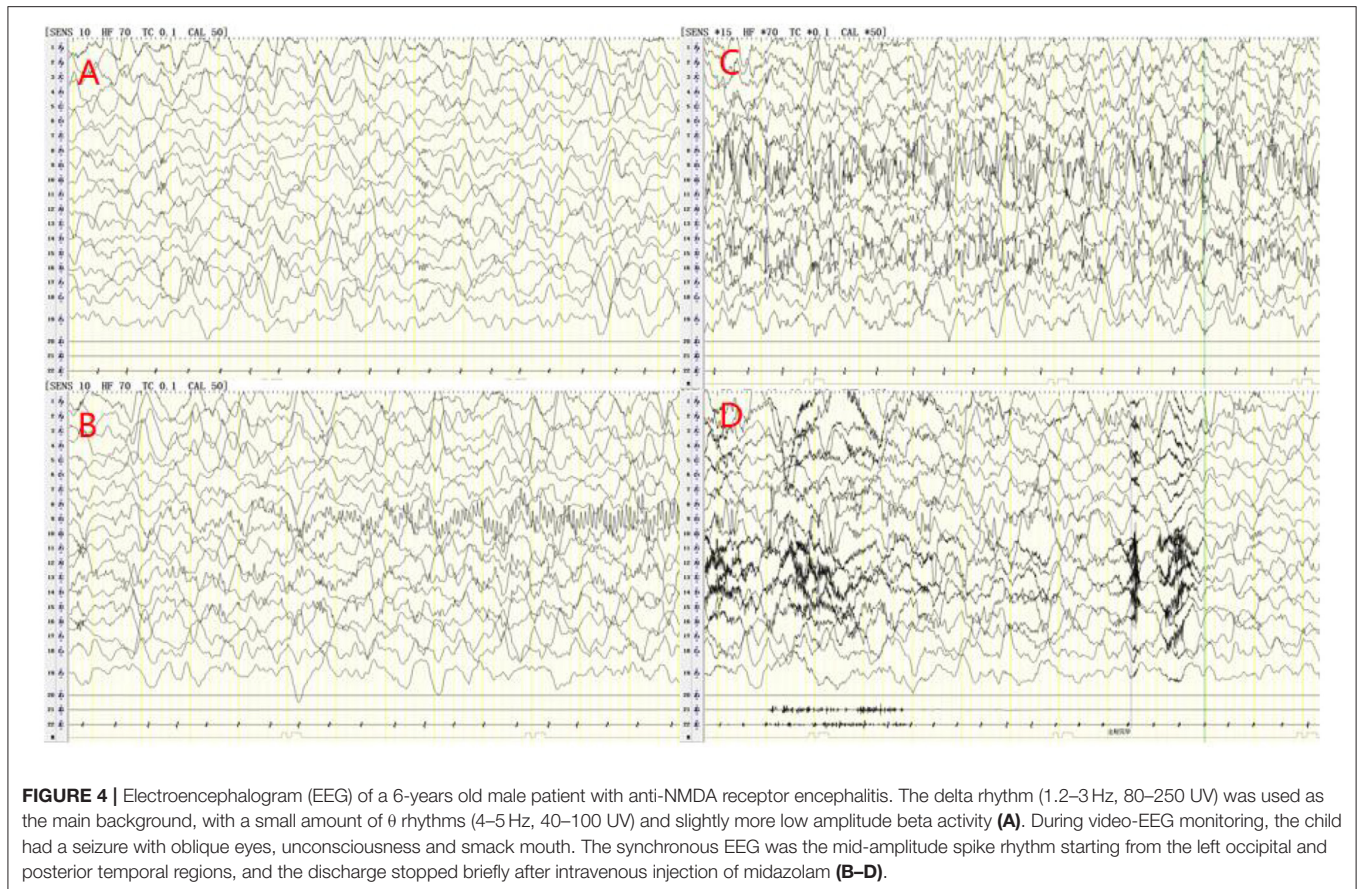 [SENS 10 HF 70 TC 0.1 CAL 50]
A
[SENS *15 HF *70 TC *0.1 CAL *50]
C
[SENS 10 HF 70 TC 0.1 CAL 50]
B
D
FIGURE 4 | Electroencephalogram (EEG) of a 6-years old male patient with anti-NMDA receptor encephalitis. The delta rhythm (1.2–3 Hz, 80–250 UV) was used as
the main background, with a small amount of θ rhythms (4–5 Hz, 40–100 UV) and slightly more low amplitude beta activity (A). During video-EEG monitoring, the child
had a seizure with oblique eyes, unconsciousness and smack mouth. The synchronous EEG was the mid-amplitude spike rhythm starting from the left occipital and
posterior temporal regions, and the discharge stopped briefly after intravenous injection of midazolam (B–D).